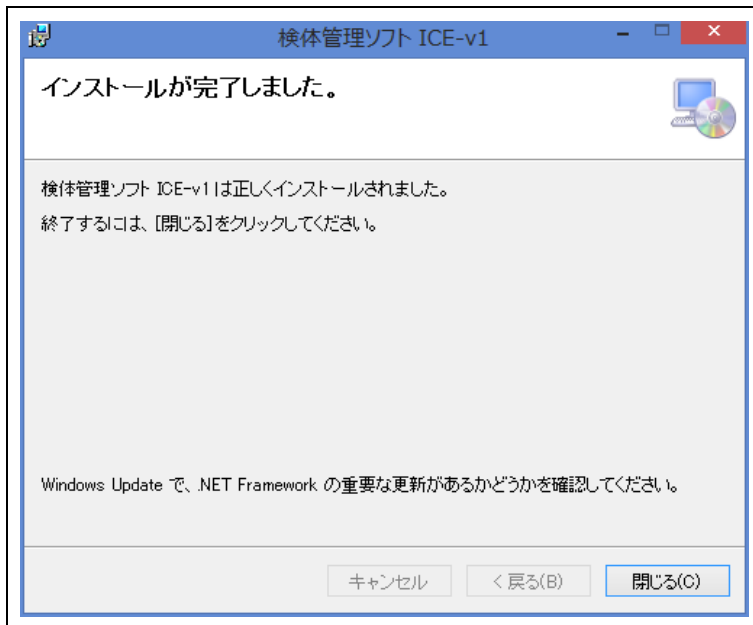 検体管理ソフト ICE-v1
インストールが完了しました。
検体管理ソフト ICE-v1は正しくインストールされました。
終了するには、[閉じる]をクリックしてください。
Windows Update で、.NET Framework の重要な更新があるかどうかを確認してください。
キャンセル
< 戻る(B)
閉じる(C)